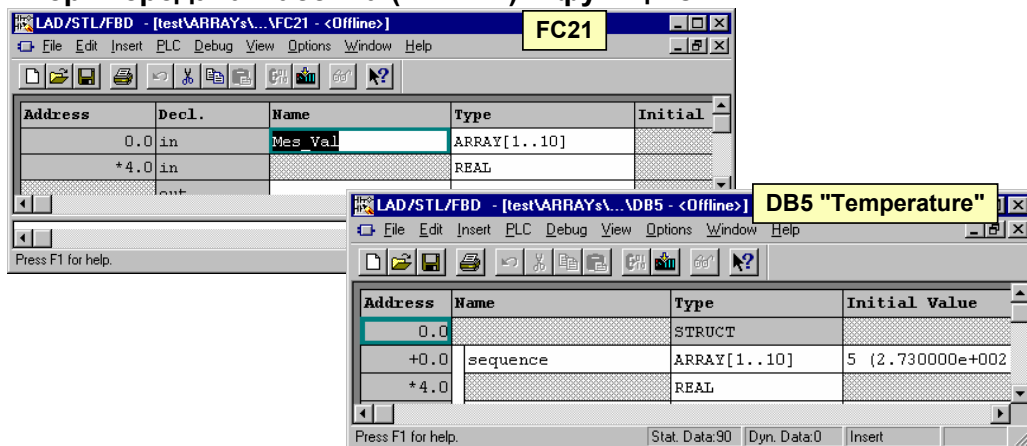 LAD/STL/FBD - [test\ARRAYs\...\FC21 - <Offline>]
FC21
File Edit Insert PLC Debug View Options Window Help
Address Decl. Name Type Initial
0.0 in Mes_Val ARRAY[1..10]
*4.0 in REAL
out
Press F1 for help.
LAD/STL/FBD - [test\ARRAYs\...\DB5 - <Offline>]
DB5 "Temperature"
File Edit Insert PLC Debug View Options Window Help
Address Name Type Initial Value
0.0 STRUCT
+0.0 sequence ARRAY[1..10] 5 (2.730000e+002
*4.0 REAL
Press F1 for help. Stat. Data:90 Dyn. Data:0 Insert